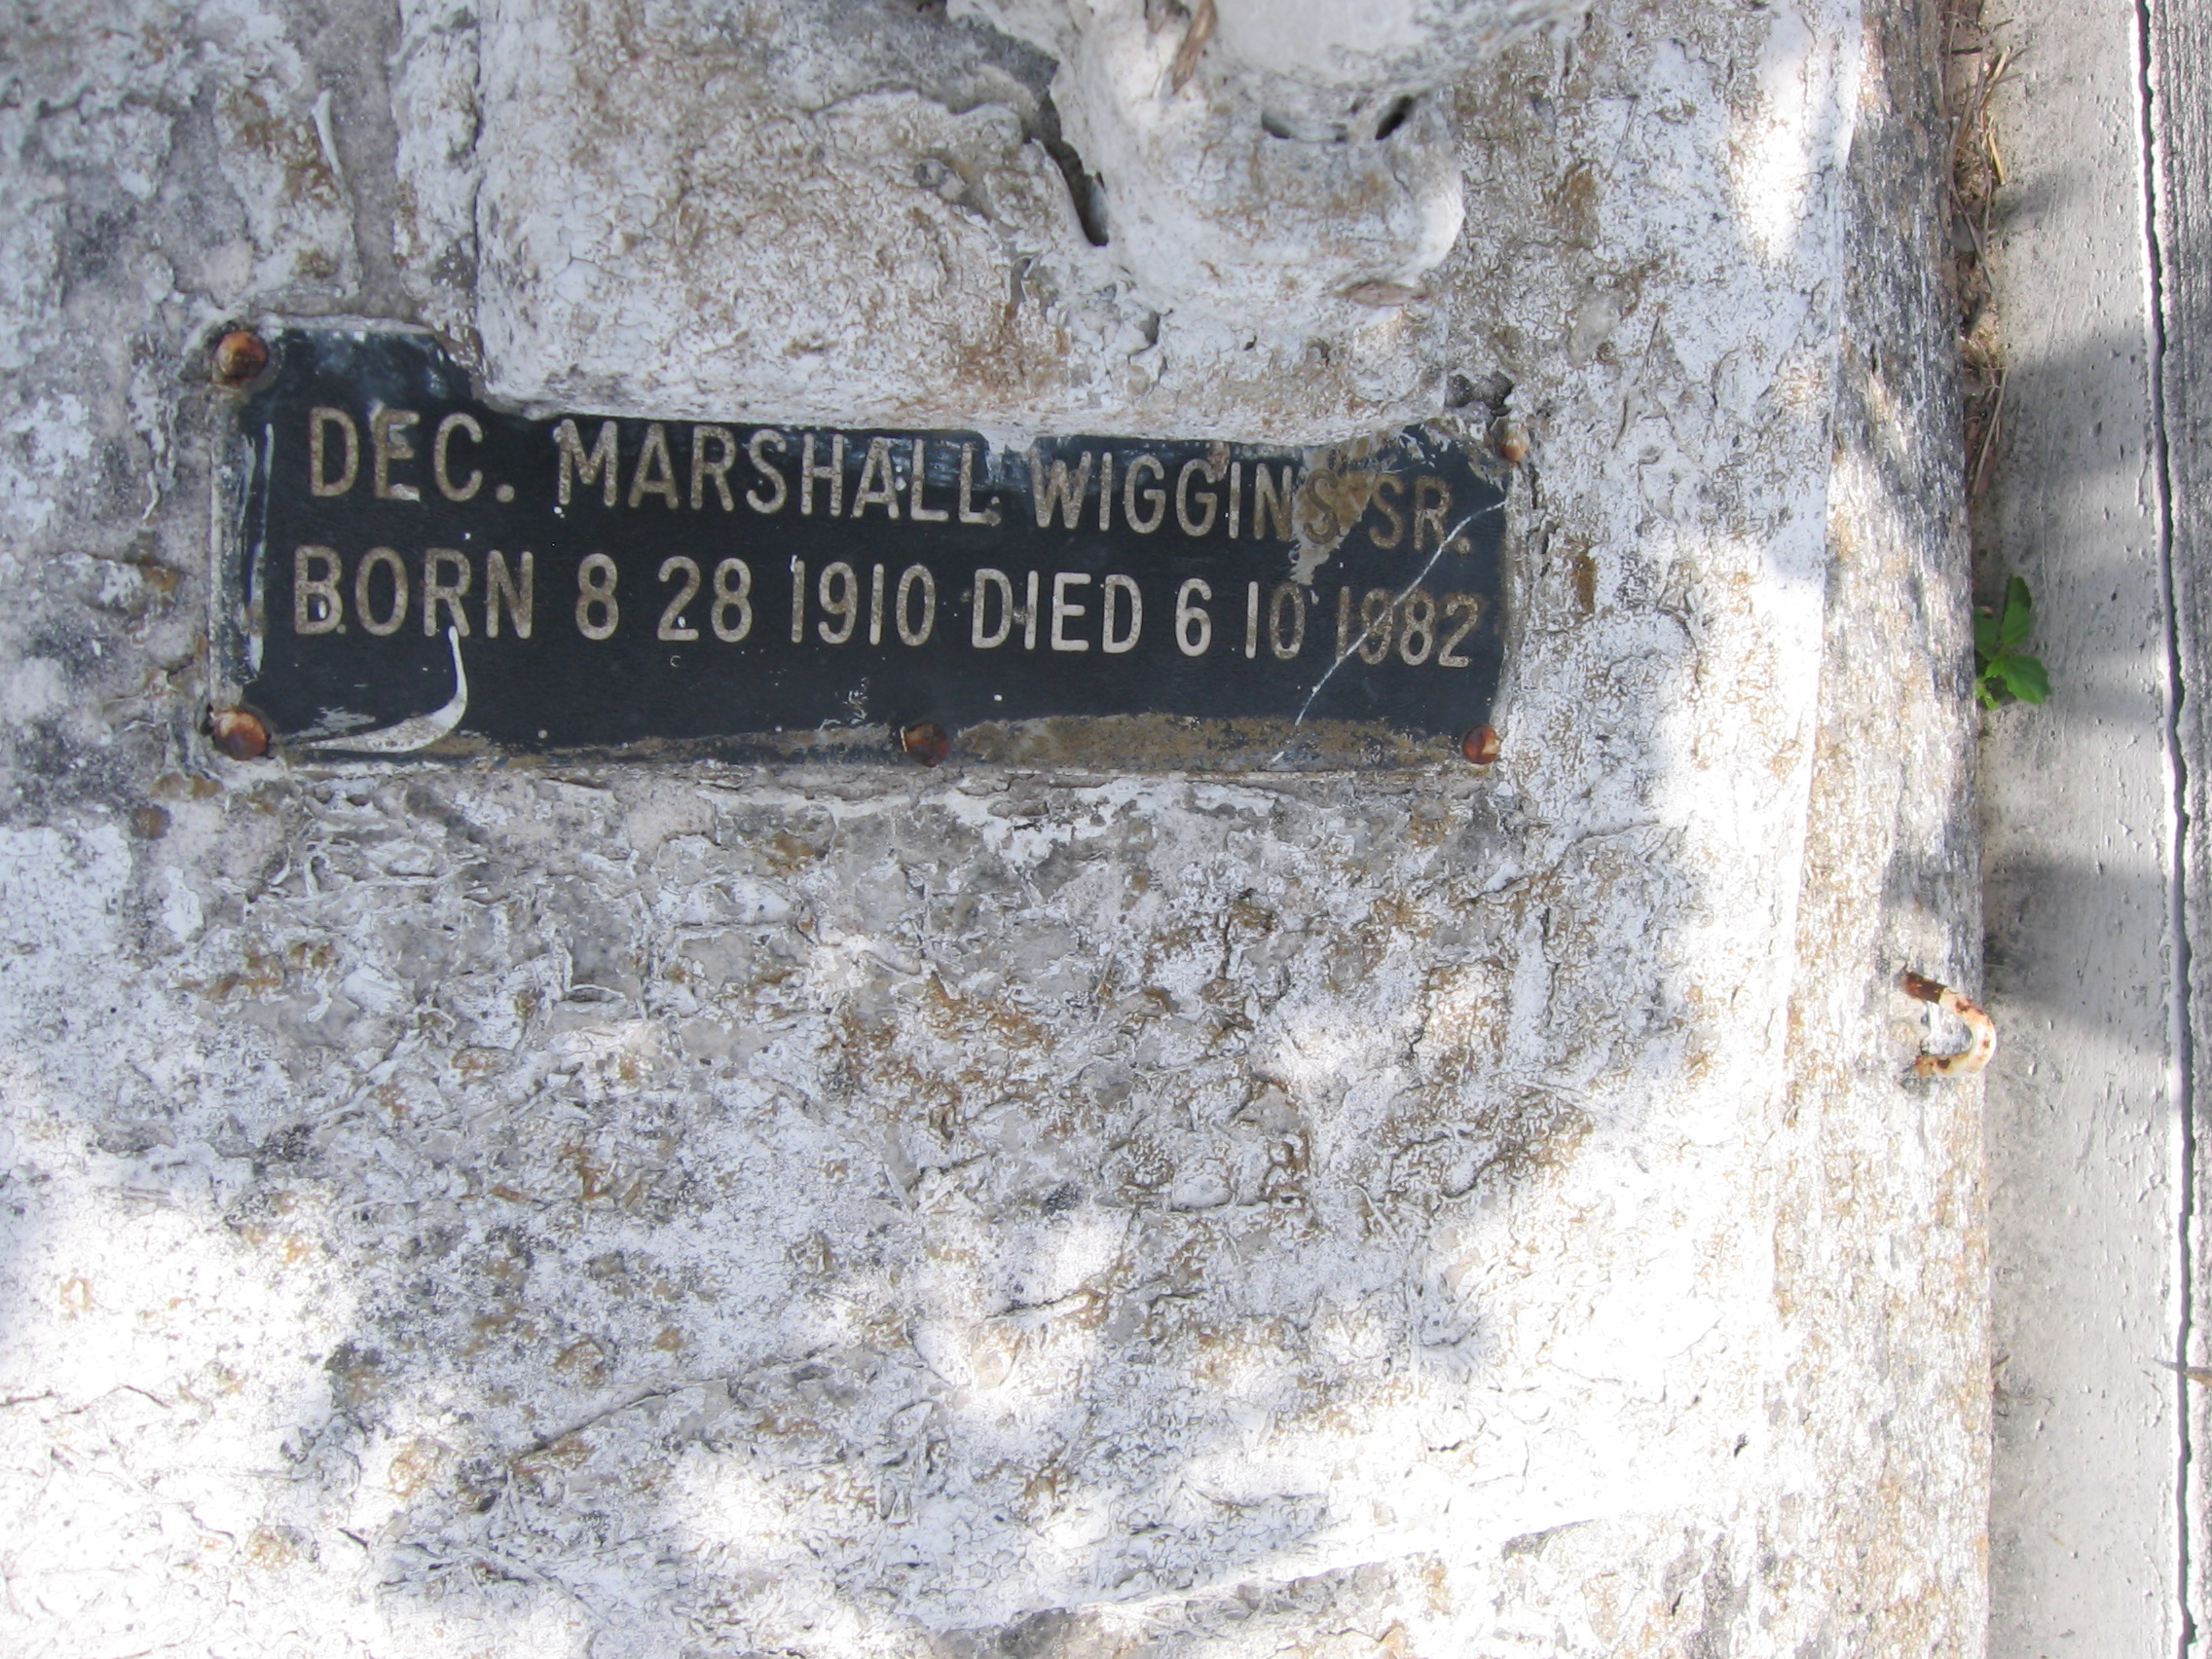 DEC. MARSHALL WIGGINS SR.
BORN 8 28 1910 DIED 6 10 1982